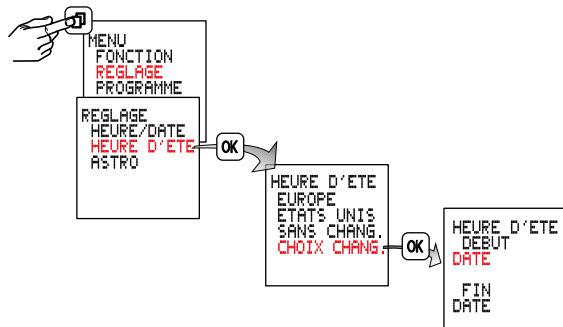 MENU
FONCTION
REGLAGE
PROGRAMME
REGLAGE
HEURE/DATE
HEURE D'ETE
ASTRO
OK
HEURE D'ETE
EUROPE
ETATS UNIS
SANS CHANG.
CHOIX CHANG.
OK
HEURE D'ETE
DEBUT
DATE
FIN
DATE